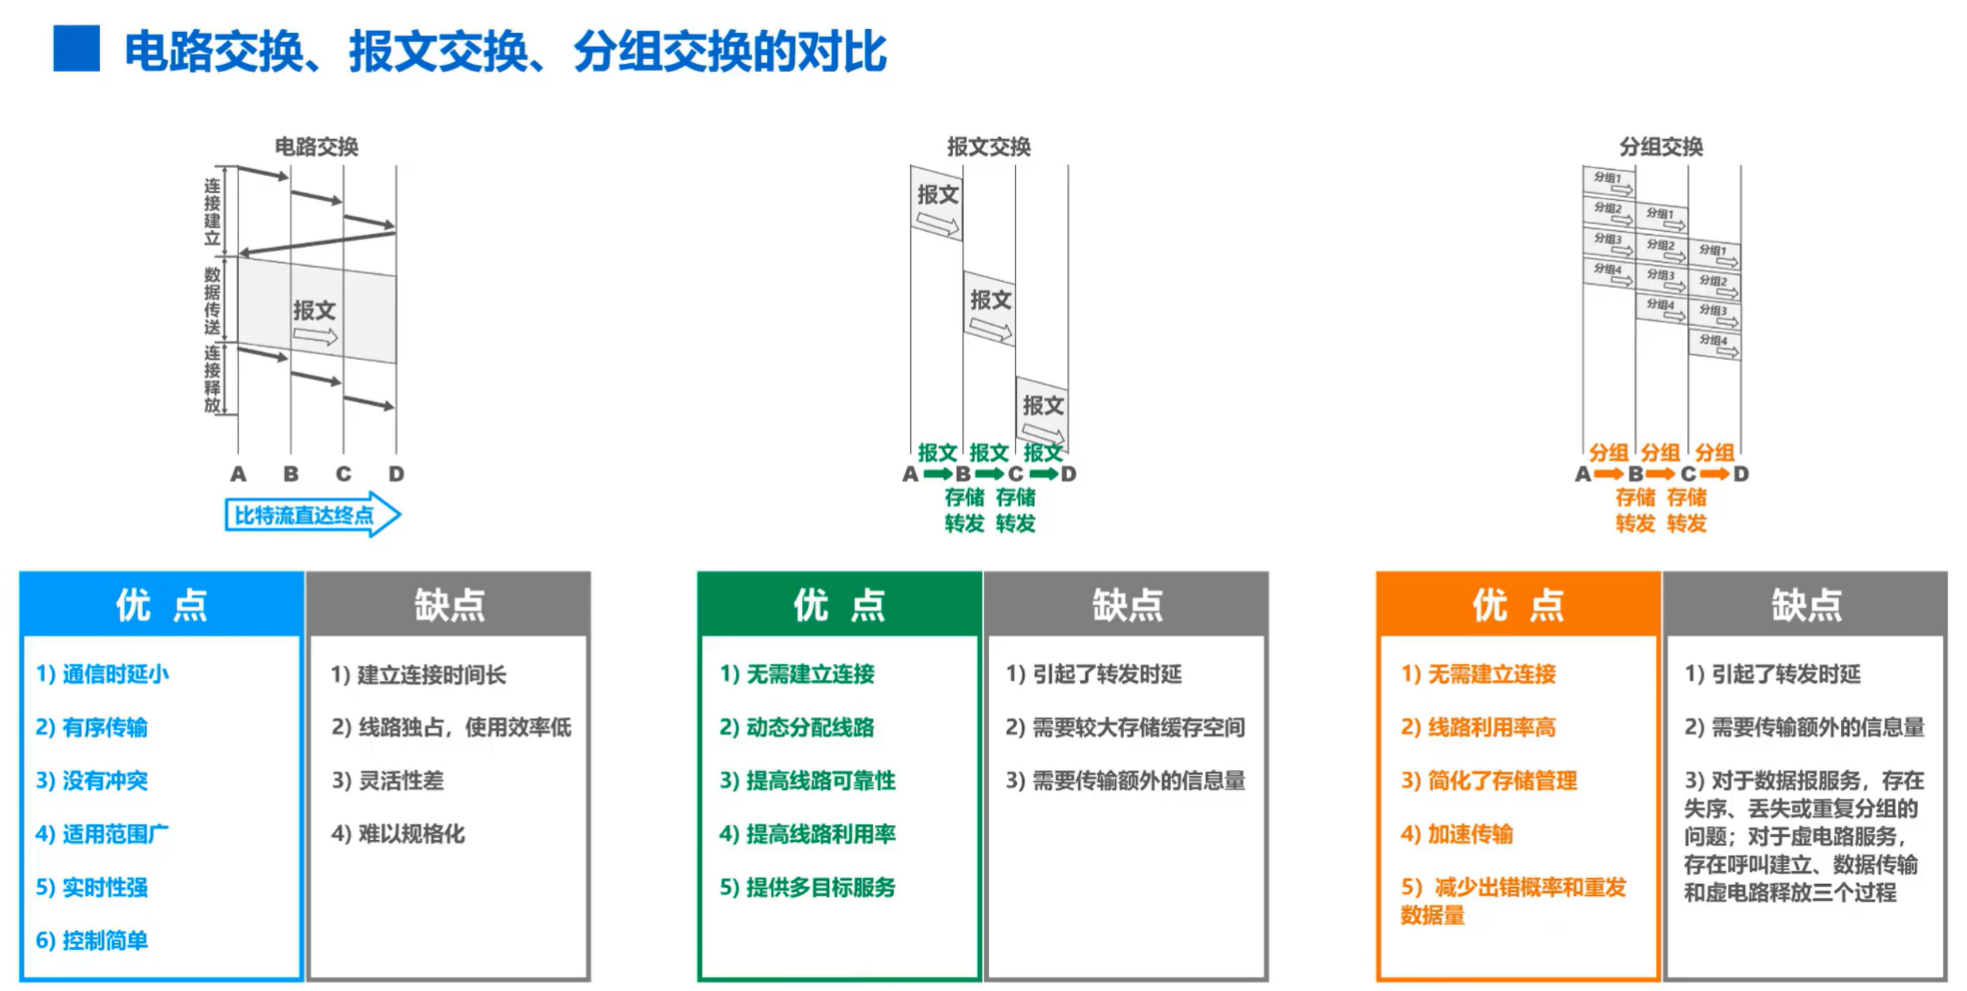 电路交换、报文交换、分组交换的对比
电路交换
连接建立
数据传送
连接释放
报文
A B C D
比特流直达终点
报文交换
报文
报文
报文
报文 报文 报文
A B C D
存储 存储
转发 转发
分组交换
分组1
分组2 分组1
分组3 分组2 分组1
分组4 分组3 分组2
分组4 分组3
分组4
分组 分组 分组
A B C D
存储 存储
转发 转发
优 点
1) 通信时延小
2) 有序传输
3) 没有冲突
4) 适用范围广
5) 实时性强
6) 控制简单
缺点
1) 建立连接时间长
2) 线路独占，使用效率低
3) 灵活性差
4) 难以规格化
优 点
1) 无需建立连接
2) 动态分配线路
3) 提高线路可靠性
4) 提高线路利用率
5) 提供多目标服务
缺点
1) 引起了转发时延
2) 需要较大存储缓存空间
3) 需要传输额外的信息量
优 点
1) 无需建立连接
2) 线路利用率高
3) 简化了存储管理
4) 加速传输
5) 减少出错概率和重发
数据量
缺点
1) 引起了转发时延
2) 需要传输额外的信息量
3) 对于数据报服务，存在
失序、丢失或重复分组的
问题；对于虚电路服务，
存在呼叫建立、数据传输
和虚电路释放三个过程